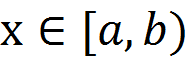 x ∈ [a, b)